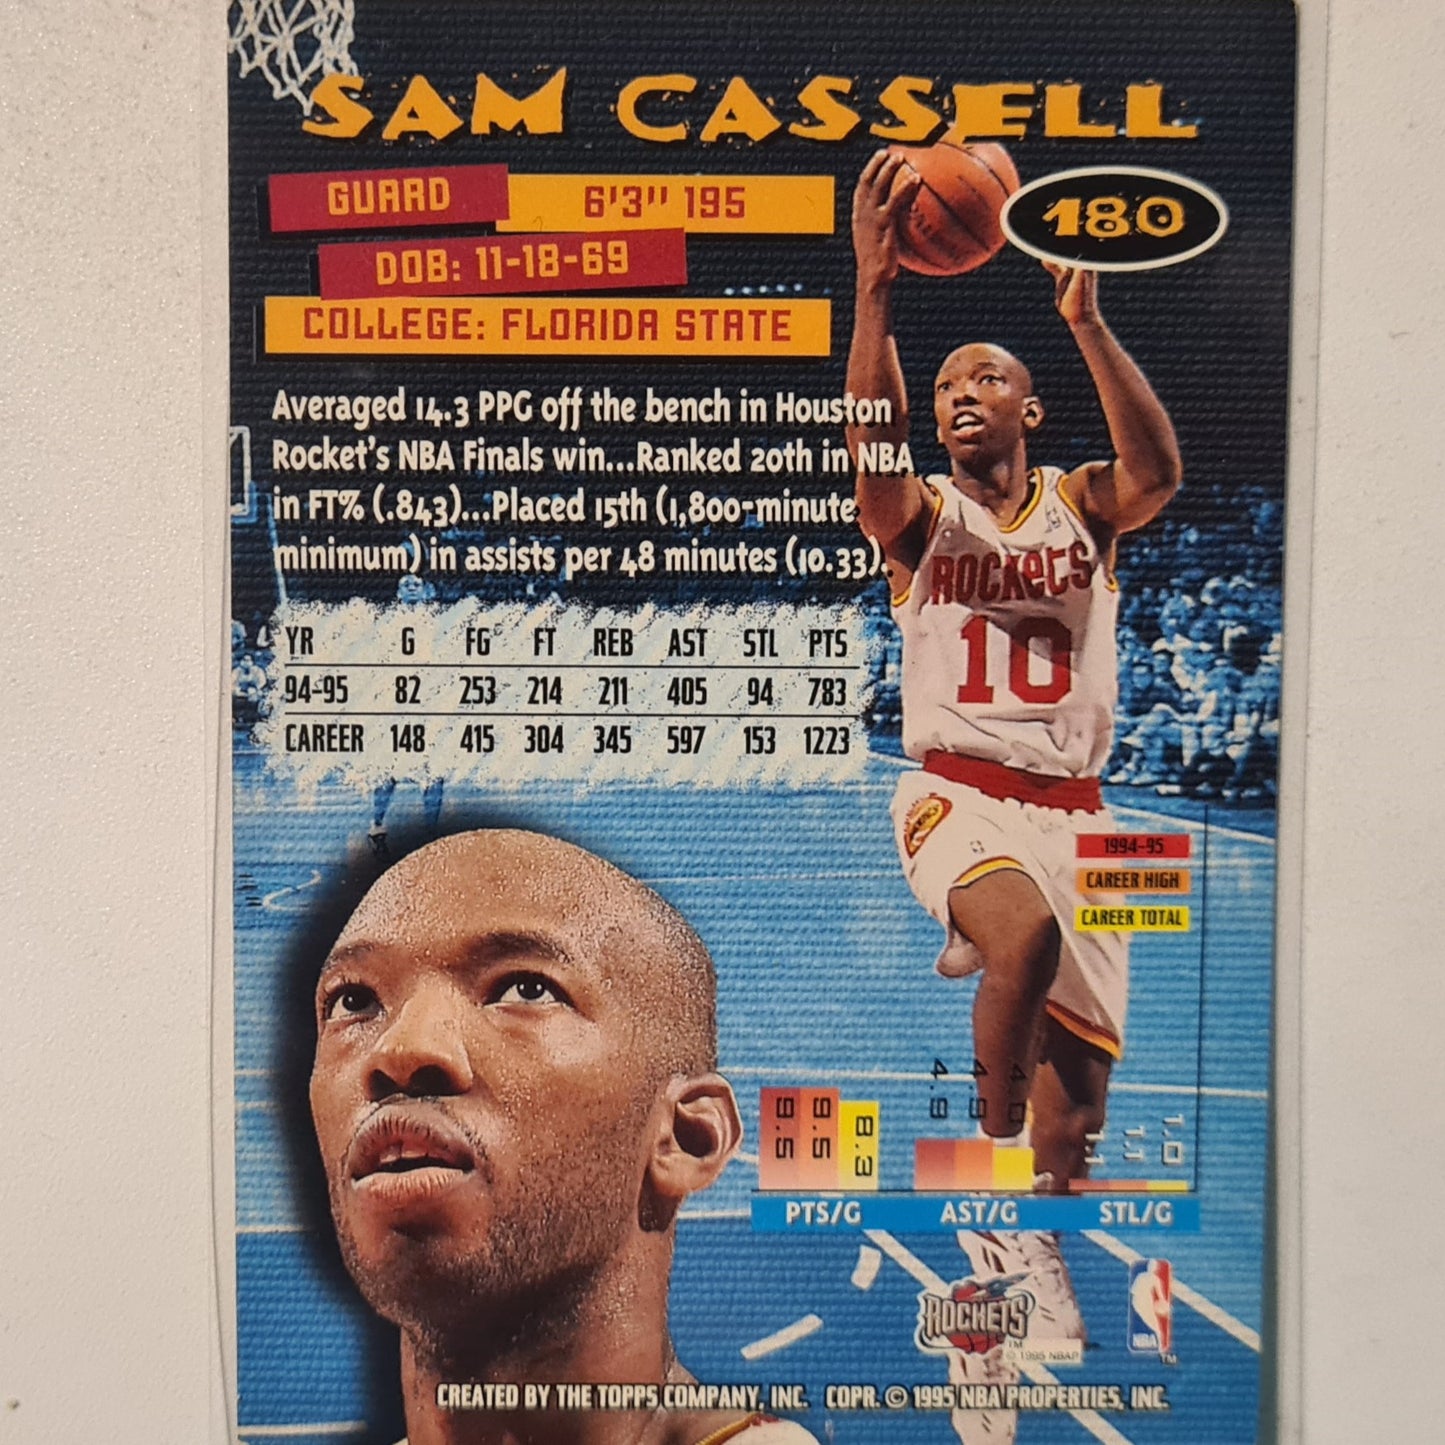 SAM CASSELL
GUARD
6'3" 195
180
DOB: 11-18-69
COLLEGE: FLORIDA STATE
Averaged 14.3 PPG off the bench in Houston
Rocket's NBA Finals win...Ranked 20th in NBA
in FT% (.843)...Placed 15th (1,800-minute
minimum) in assists per 48 minutes (10.33).
ROCKETS
10
YR G FG FT REB AST STL PTS
94-95 82 253 214 211 405 94 783
CAREER 148 415 304 345 597 153 1223
1994-95
CAREER HIGH
CAREER TOTAL
9.5 9.5 8.3
4.9 4.9 4.0
1.1 1.1 1.0
PTS/G AST/G STL/G
ROCKETS
TM
© 1995 NBAP
NBA
TM
CREATED BY THE TOPPS COMPANY, INC. COPR. © 1995 NBA PROPERTIES, INC.